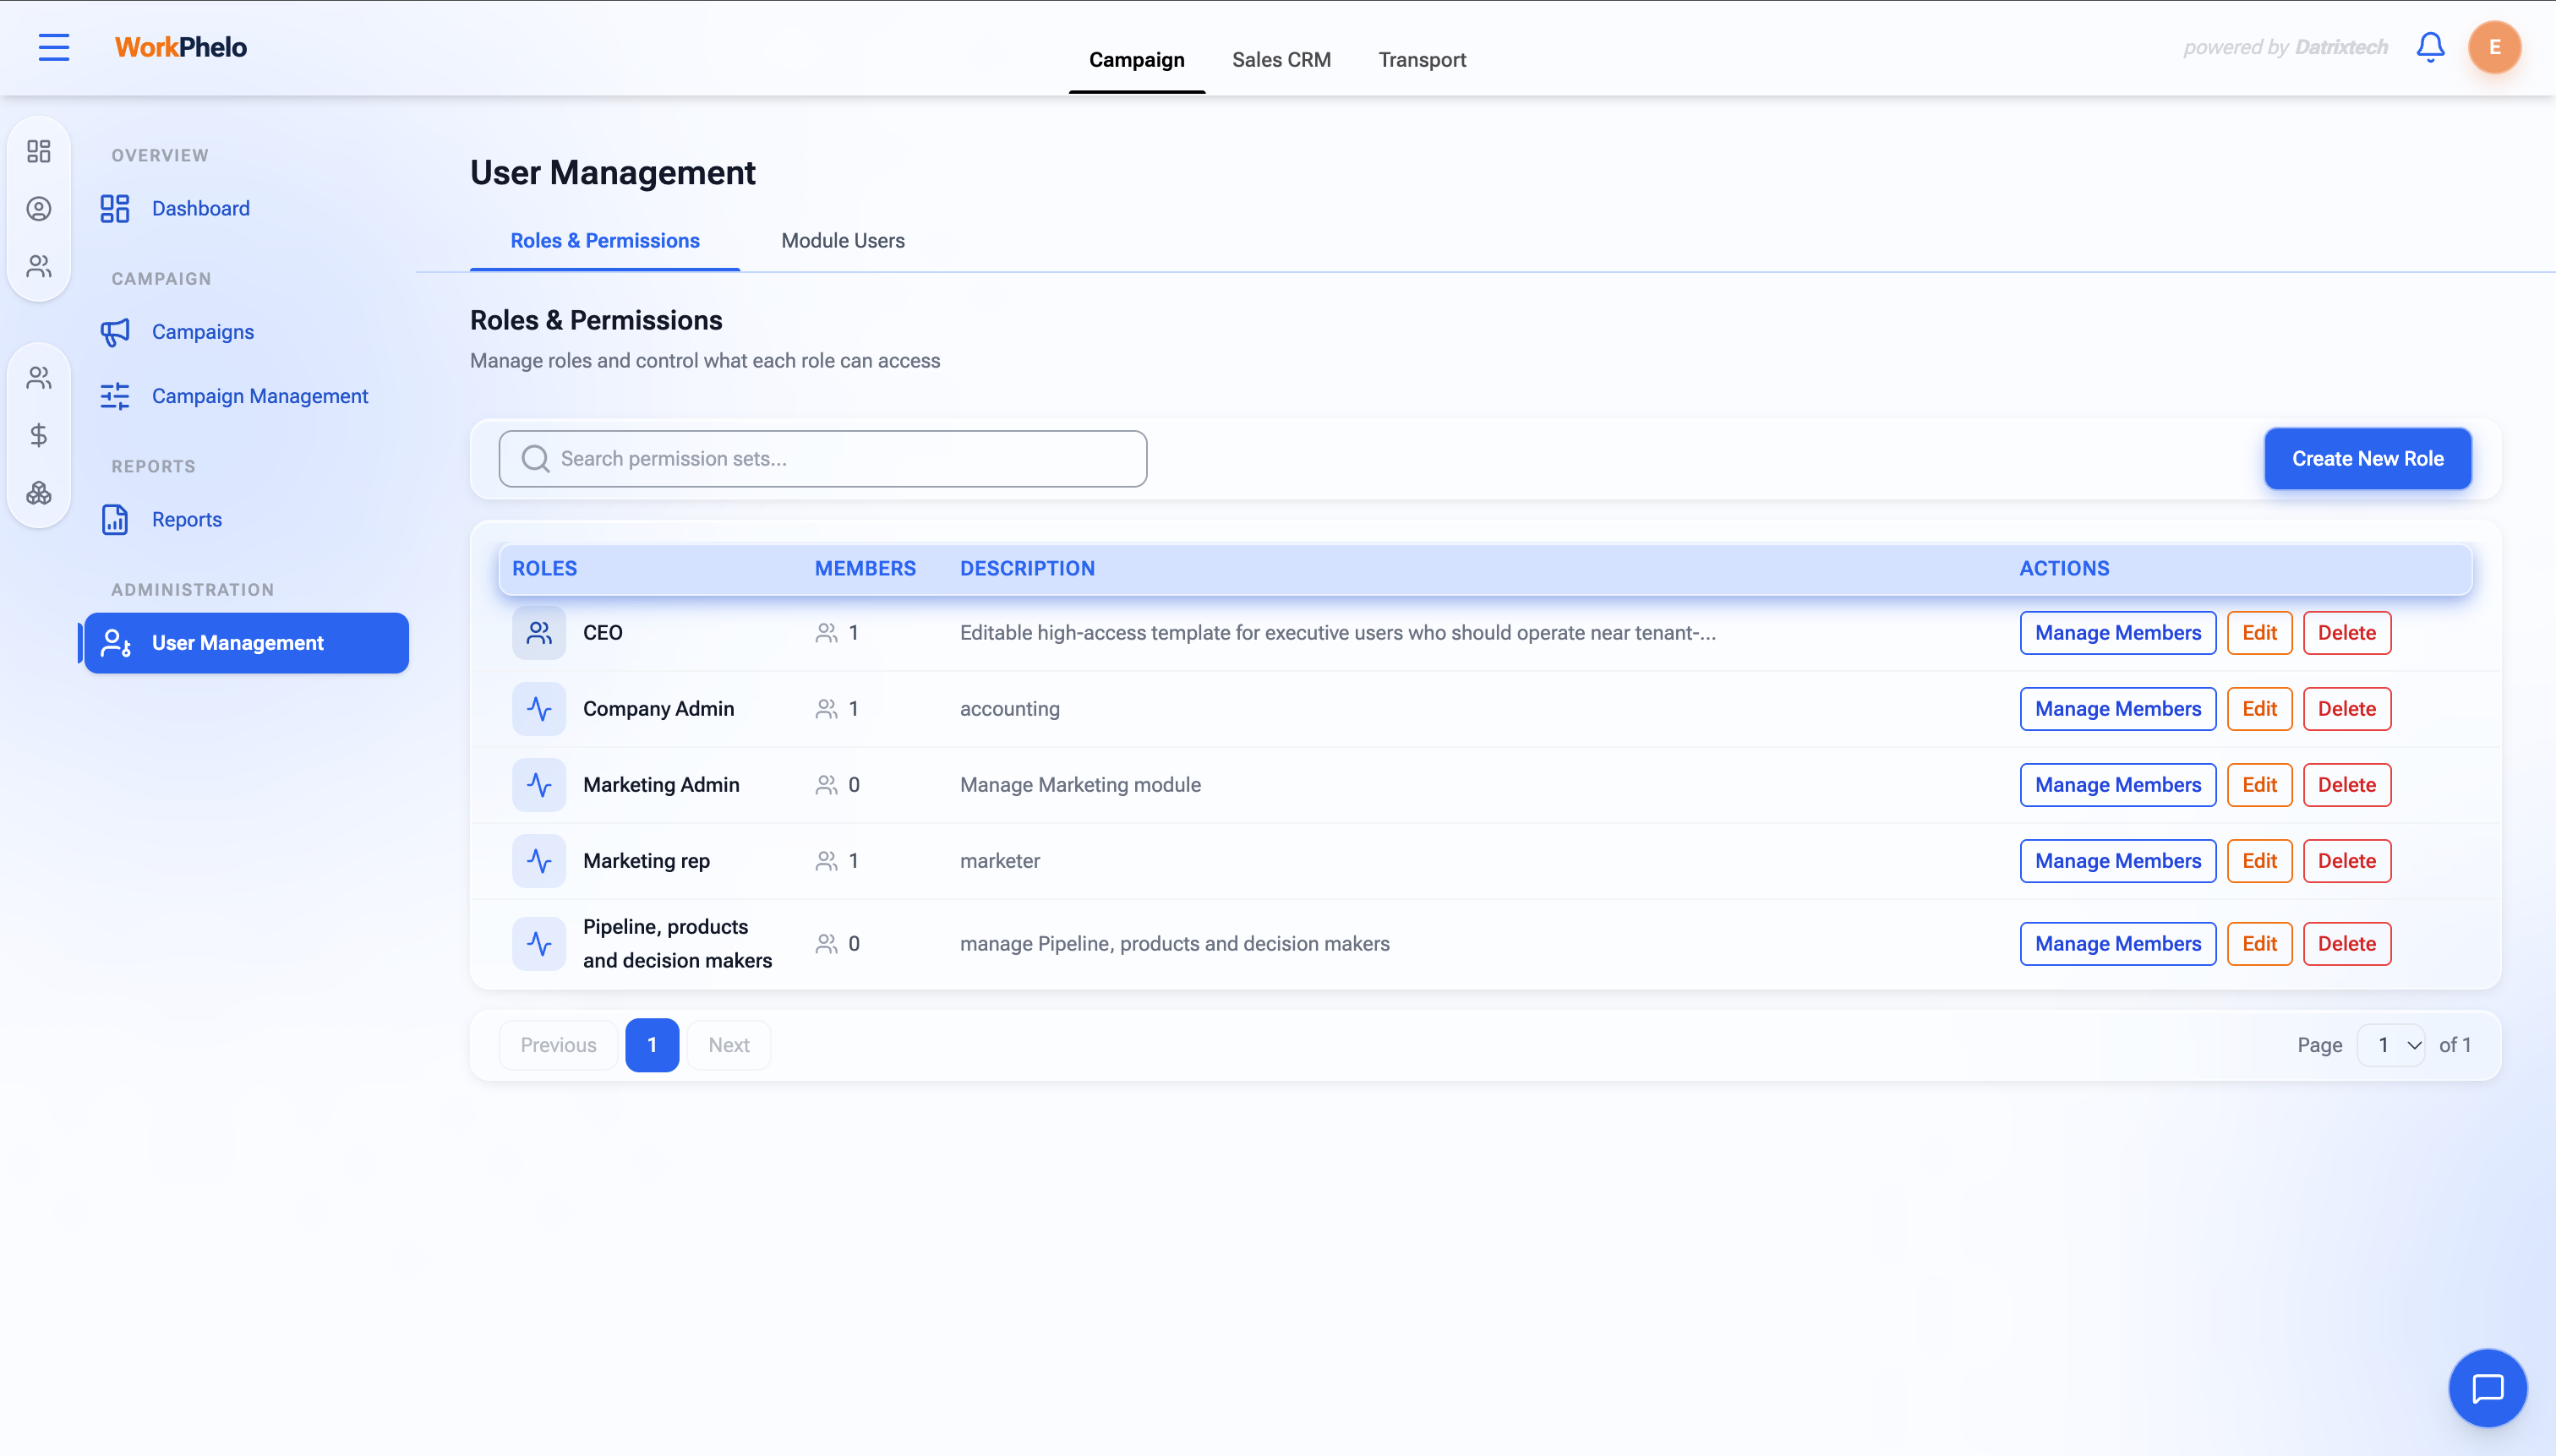 WorkPhelo
Campaign
Sales CRM
Transport
powered by Datrixtech
E
OVERVIEW
Dashboard
CAMPAIGN
Campaigns
Campaign Management
REPORTS
Reports
ADMINISTRATION
User Management
User Management
Roles & Permissions
Module Users
Roles & Permissions
Manage roles and control what each role can access
Search permission sets...
Create New Role
ROLES MEMBERS DESCRIPTION ACTIONS
CEO 1 Editable high-access template for executive users who should operate near tenant-... Manage Members Edit Delete
Company Admin 1 accounting Manage Members Edit Delete
Marketing Admin 0 Manage Marketing module Manage Members Edit Delete
Marketing rep 1 marketer Manage Members Edit Delete
Pipeline, products
and decision makers 0 manage Pipeline, products and decision makers Manage Members Edit Delete
Previous 1 Next
Page 1 of 1